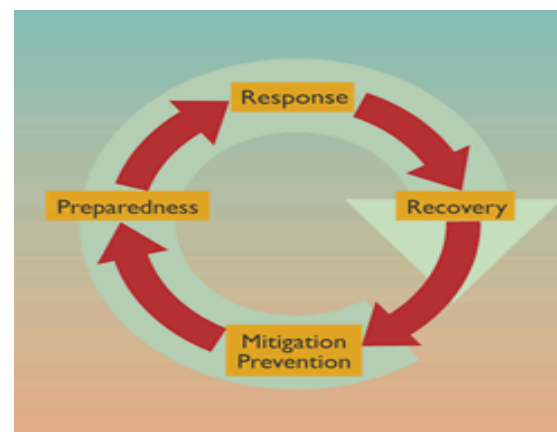 Response
Preparedness
Recovery
Mitigation
Prevention